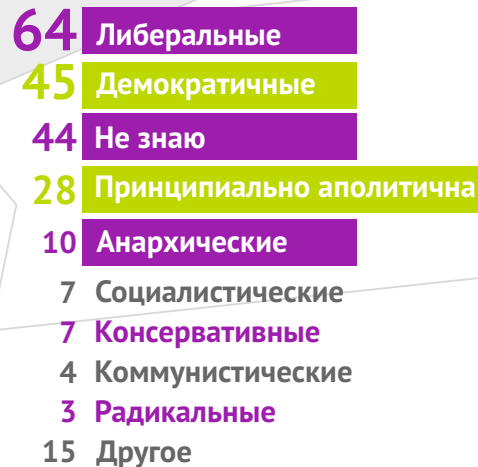 64 Либеральные
45 Демократичные
44 Не знаю
28 Принципиально аполитична
10 Анархические
7 Социалистические
7 Консервативные
4 Коммунистические
3 Радикальные
15 Другое